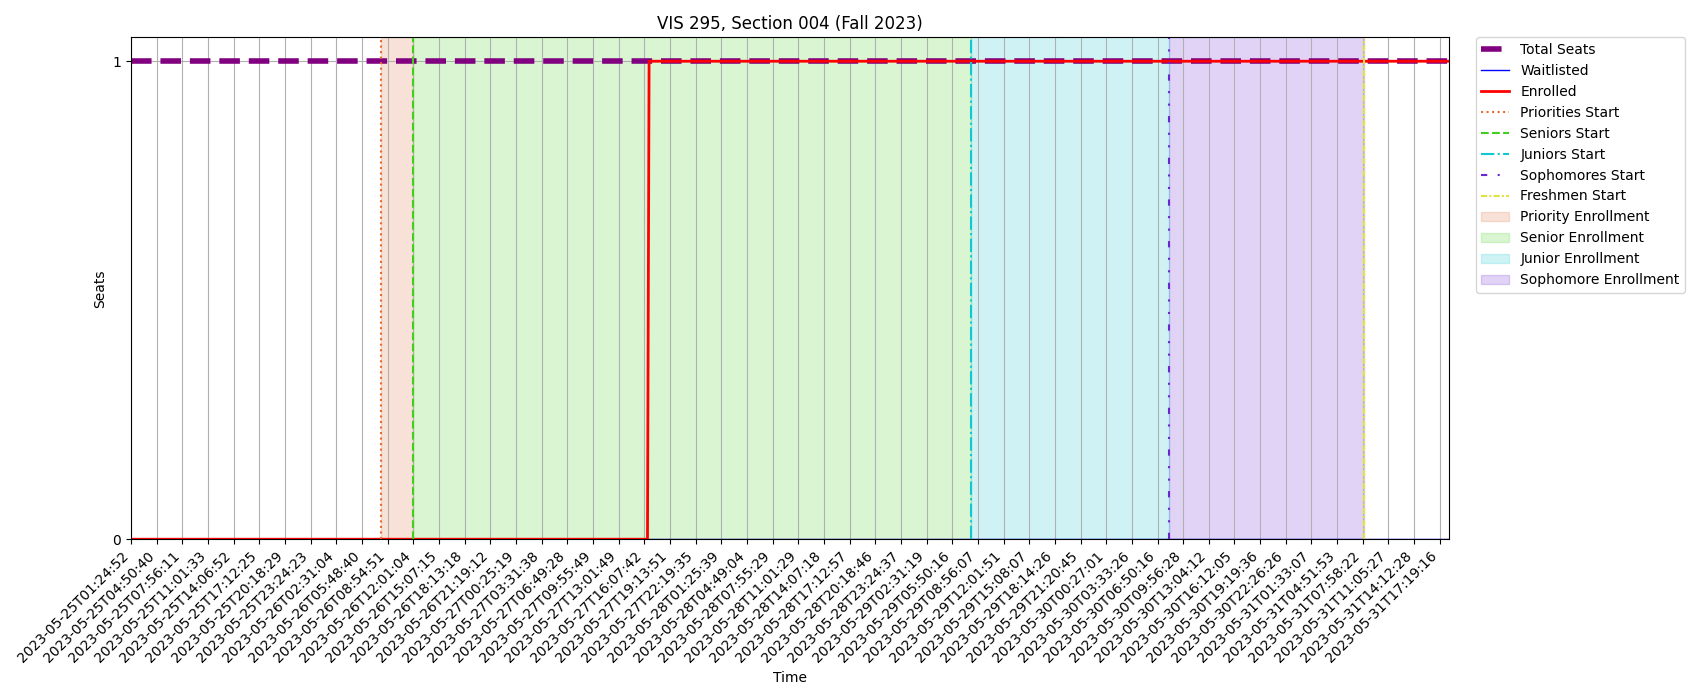 VIS 295, Section 004 (Fall 2023)
Total Seats
Waitlisted
Enrolled
Priorities Start
Seniors Start
Juniors Start
Sophomores Start
Freshmen Start
Priority Enrollment
Senior Enrollment
Junior Enrollment
Sophomore Enrollment
1
Seats
0
2023-05-25T01:24:52
2023-05-25T04:50:40
2023-05-25T07:56:11
2023-05-25T11:01:33
2023-05-25T14:06:52
2023-05-25T17:12:25
2023-05-25T20:18:29
2023-05-25T23:24:23
2023-05-26T02:31:04
2023-05-26T05:48:40
2023-05-26T08:54:51
2023-05-26T12:01:04
2023-05-26T15:07:15
2023-05-26T18:13:18
2023-05-26T21:19:12
2023-05-27T00:25:19
2023-05-27T03:31:38
2023-05-27T06:49:28
2023-05-27T09:55:49
2023-05-27T13:01:49
2023-05-27T16:07:42
2023-05-27T19:13:51
2023-05-27T22:19:35
2023-05-28T01:25:39
2023-05-28T04:49:04
2023-05-28T07:55:29
2023-05-28T11:01:29
2023-05-28T14:07:18
2023-05-28T17:12:57
2023-05-28T20:18:46
2023-05-28T23:24:37
2023-05-29T02:31:19
2023-05-29T05:50:16
2023-05-29T08:56:07
2023-05-29T12:01:51
2023-05-29T15:08:07
2023-05-29T18:14:26
2023-05-29T21:20:45
2023-05-30T00:27:01
2023-05-30T03:33:26
2023-05-30T06:50:16
2023-05-30T09:56:28
2023-05-30T13:04:12
2023-05-30T16:12:05
2023-05-30T19:19:36
2023-05-30T22:26:26
2023-05-31T01:33:07
2023-05-31T04:51:53
2023-05-31T07:58:22
2023-05-31T11:05:27
2023-05-31T14:12:28
2023-05-31T17:19:16
Time